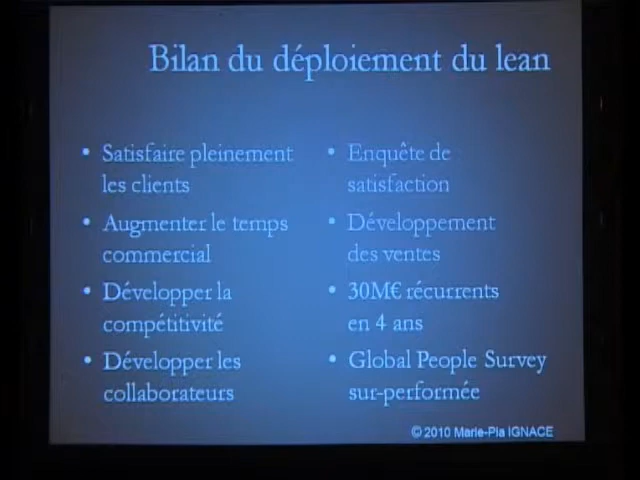 Bilan du déploiement du lean
• Satisfaire pleinement
les clients
• Augmenter le temps
commercial
• Développer la
compétitivité
• Développer les
collaborateurs
• Enquête de
satisfaction
• Développement
des ventes
• 30M€ récurrents
en 4 ans
• Global People Survey
sur-performée
© 2010 Marie-Pia IGNACE